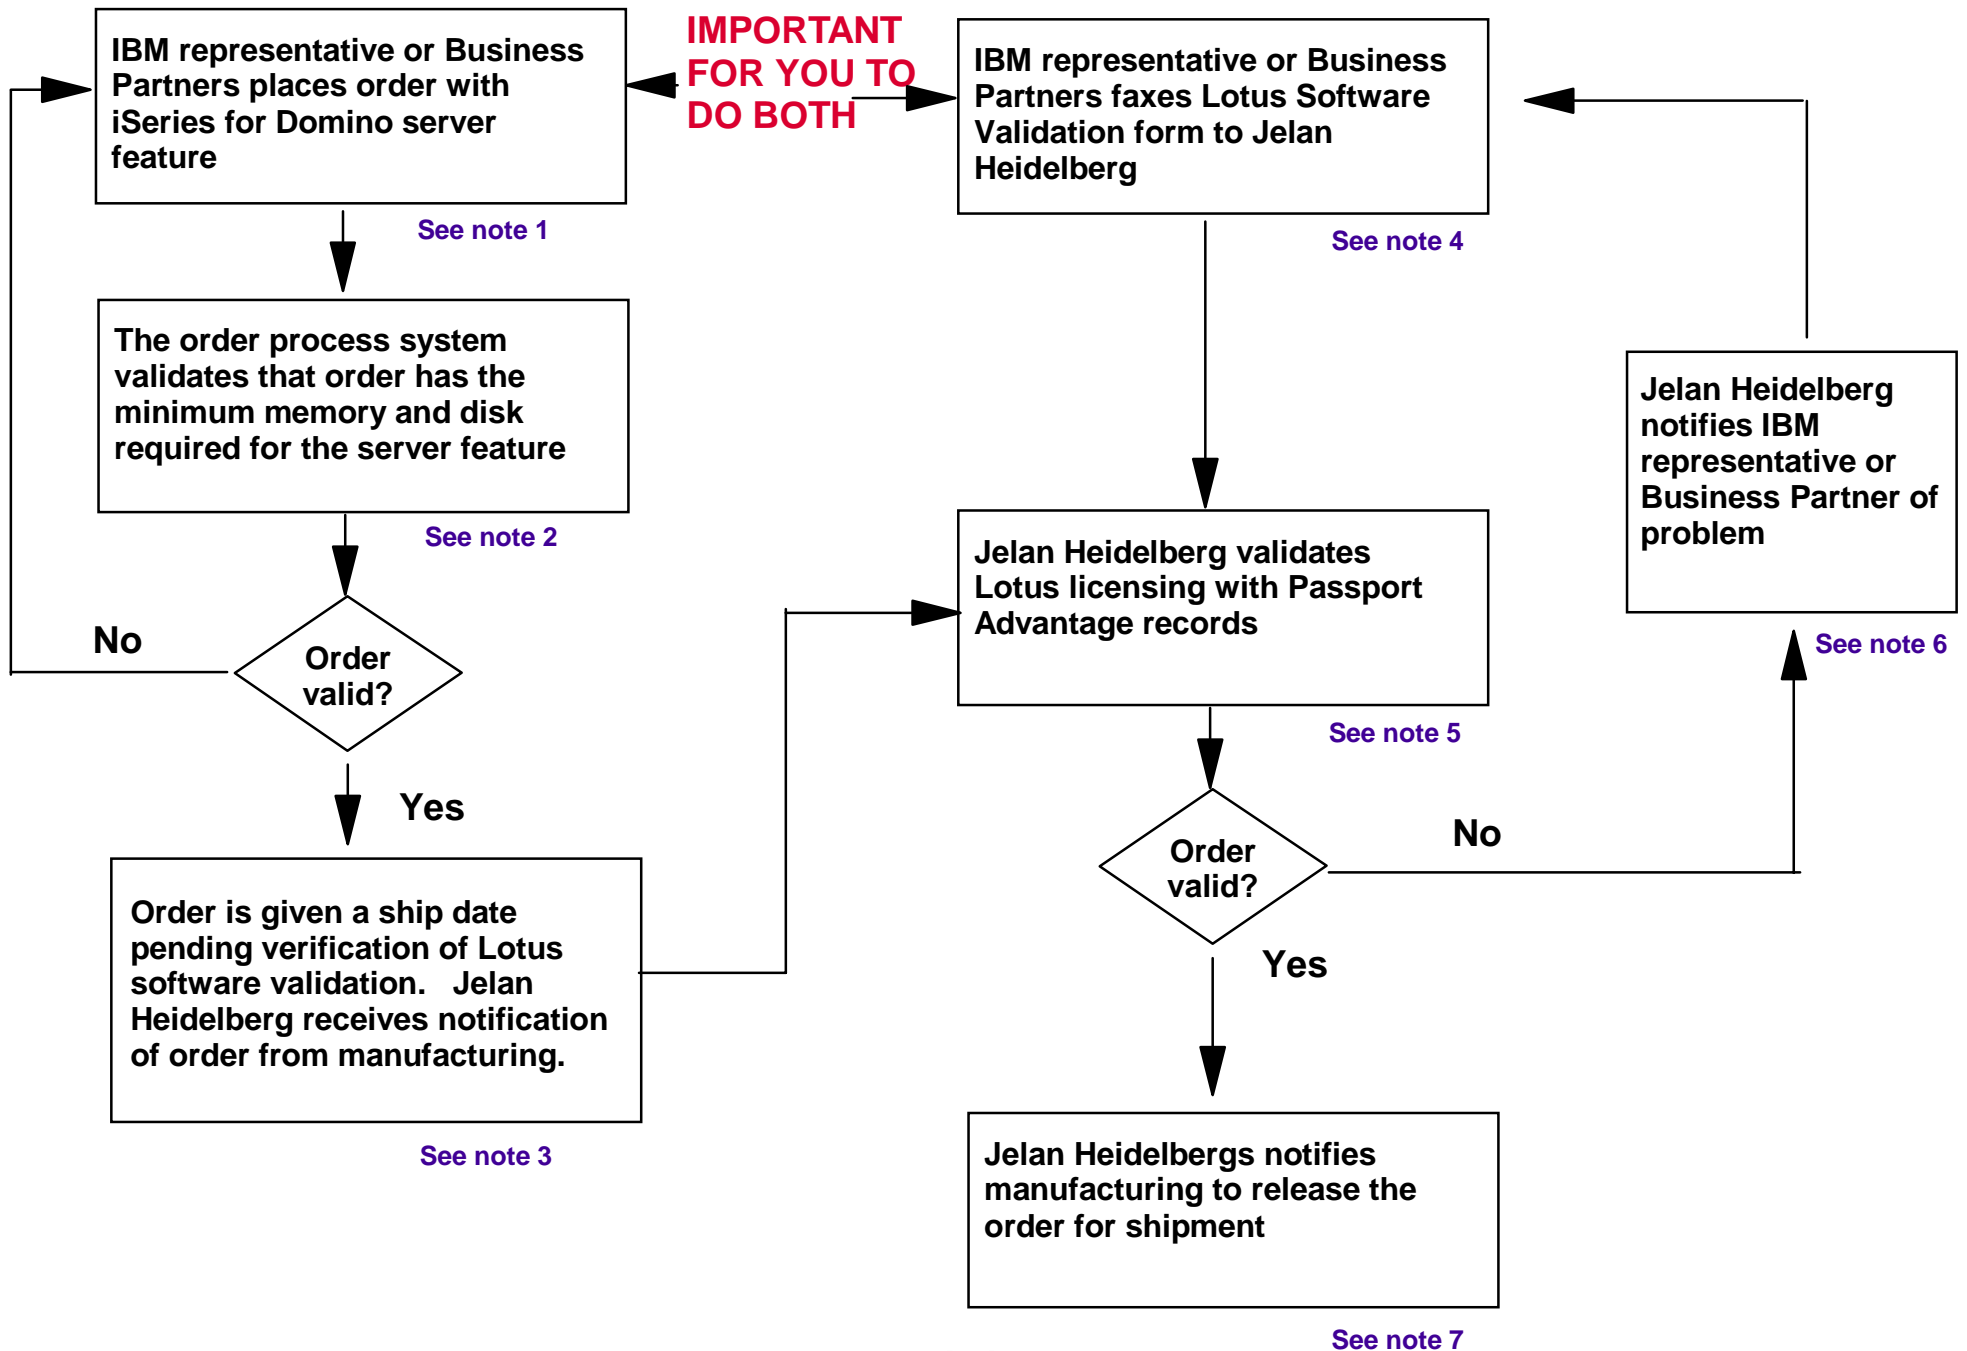 IBM representative or Business
Partners places order with
iSeries for Domino server
feature
See note 1
IMPORTANT
FOR YOU TO
DO BOTH
IBM representative or Business
Partners faxes Lotus Software
Validation form to Jelan
Heidelberg
See note 4
The order process system
validates that order has the
minimum memory and disk
required for the server feature
See note 2
Order
valid?
No
Yes
Order is given a ship date
pending verification of Lotus
software validation.   Jelan
Heidelberg receives notification
of order from manufacturing.
See note 3
Jelan Heidelberg validates
Lotus licensing with Passport
Advantage records
See note 5
Order
valid?
No
Yes
Jelan Heidelberg
notifies IBM
representative or
Business Partner of
problem
See note 6
Jelan Heidelbergs notifies
manufacturing to release the
order for shipment
See note 7